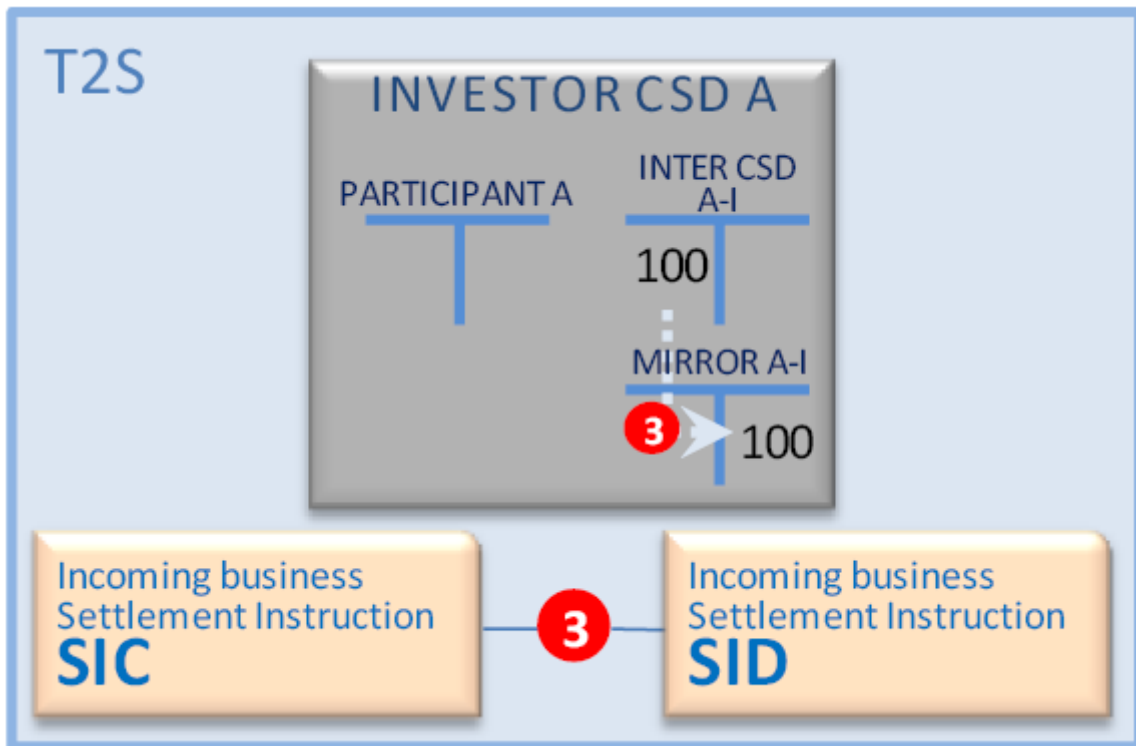 T2S
INVESTOR CSD A
PARTICIPANT A
INTER CSD
A-I
100
MIRROR A-I
3
100
Incoming business
Settlement Instruction
SIC
3
Incoming business
Settlement Instruction
SID